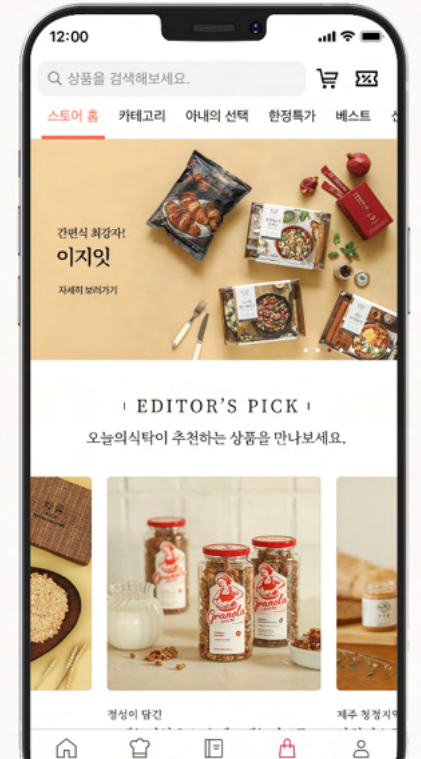 12:00
상품을 검색해보세요.
스토어 홈 카테고리 아내의 선택 한정특가 베스트
간편식 최강자!
이지잇
자세히 보러가기
EDITOR'S PICK
오늘의식탁이 추천하는 상품을 만나보세요.
Granola
Granola
정성이 담긴
제주 청정지역